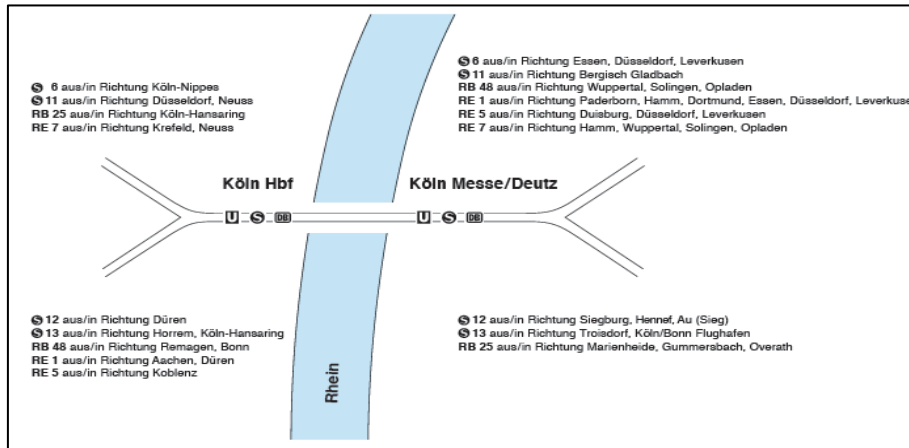 S 6 aus/in Richtung Köln-Nippes
S 11 aus/in Richtung Düsseldorf, Neuss
RB 25 aus/in Richtung Köln-Hansaring
RE 7 aus/in Richtung Krefeld, Neuss
S 6 aus/in Richtung Essen, Düsseldorf, Leverkusen
S 11 aus/in Richtung Bergisch Gladbach
RB 48 aus/in Richtung Wuppertal, Solingen, Opladen
RE 1 aus/in Richtung Paderborn, Hamm, Dortmund, Essen, Düsseldorf, Leverkuse
RE 5 aus/in Richtung Duisburg, Düsseldorf, Leverkusen
RE 7 aus/in Richtung Hamm, Wuppertal, Solingen, Opladen
Köln Hbf
Köln Messe/Deutz
U S DB
U S DB
S 12 aus/in Richtung Düren
S 13 aus/in Richtung Horrem, Köln-Hansaring
RB 48 aus/in Richtung Remagen, Bonn
RE 1 aus/in Richtung Aachen, Düren
RE 5 aus/in Richtung Koblenz
S 12 aus/in Richtung Siegburg, Hennef, Au (Sieg)
S 13 aus/in Richtung Troisdorf, Köln/Bonn Flughafen
RB 25 aus/in Richtung Marienheide, Gummersbach, Overath
Rhein